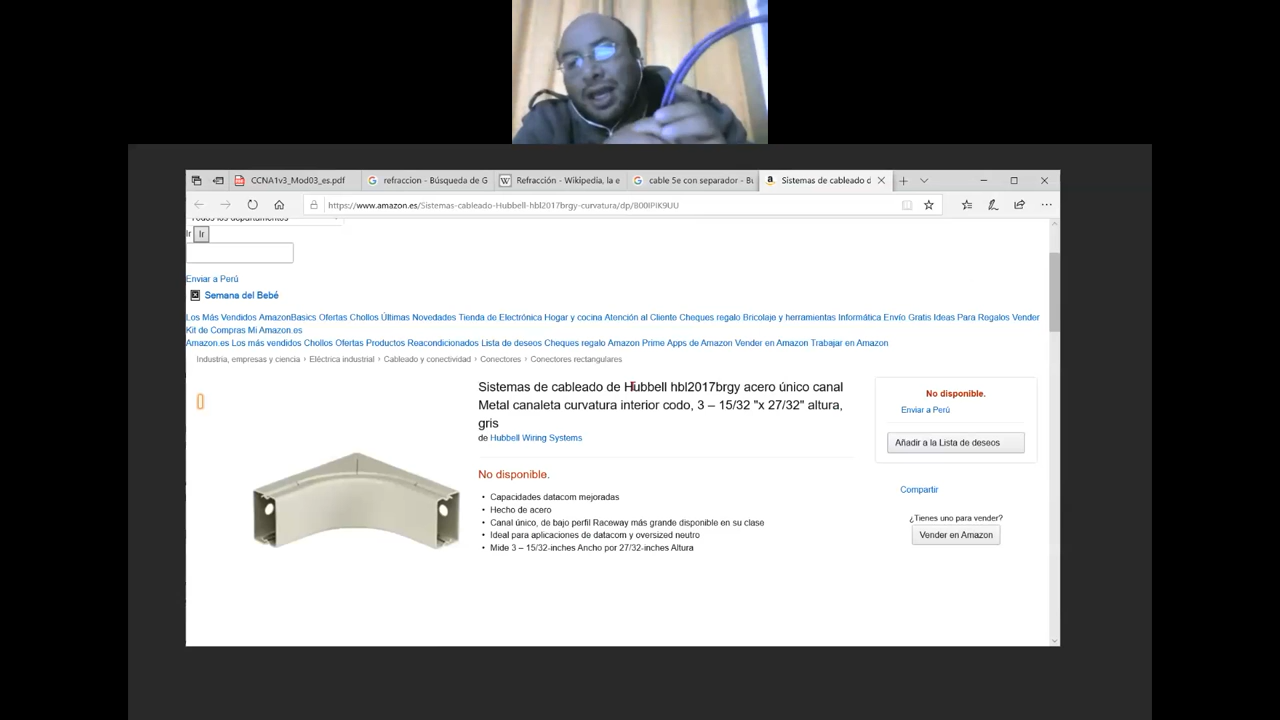 CCNA1v3_Mod03_es.pdf
refraccion - Búsqueda de G
Refracción - Wikipedia, la e
cable 5e con separador - Bu
Sistemas de cableado d
https://www.amazon.es/Sistemas-cableado-Hubbell-hbl2017brgy-curvatura/dp/B00IPIK9UU
Ir Ir
Enviar a Perú
Semana del Bebé
Los Más Vendidos AmazonBasics Ofertas Chollos Últimas Novedades Tienda de Electrónica Hogar y cocina Atención al Cliente Cheques regalo Bricolaje y herramientas Informática Envío Gratis Ideas Para Regalos Vender
Kit de Compras Mi Amazon.es
Amazon.es Los más vendidos Chollos Ofertas Productos Reacondicionados Lista de deseos Cheques regalo Amazon Prime Apps de Amazon Vender en Amazon Trabajar en Amazon
Industria, empresas y ciencia › Eléctrica industrial › Cableado y conectividad › Conectores › Conectores rectangulares
Sistemas de cableado de Hubbell hbl2017brgy acero único canal
Metal canaleta curvatura interior codo, 3 – 15/32 "x 27/32" altura,
gris
de Hubbell Wiring Systems
No disponible.
• Capacidades datacom mejoradas
• Hecho de acero
• Canal único, de bajo perfil Raceway más grande disponible en su clase
• Ideal para aplicaciones de datacom y oversized neutro
• Mide 3 – 15/32-inches Ancho por 27/32-inches Altura
No disponible.
Enviar a Perú
Añadir a la Lista de deseos
Compartir
¿Tienes uno para vender?
Vender en Amazon